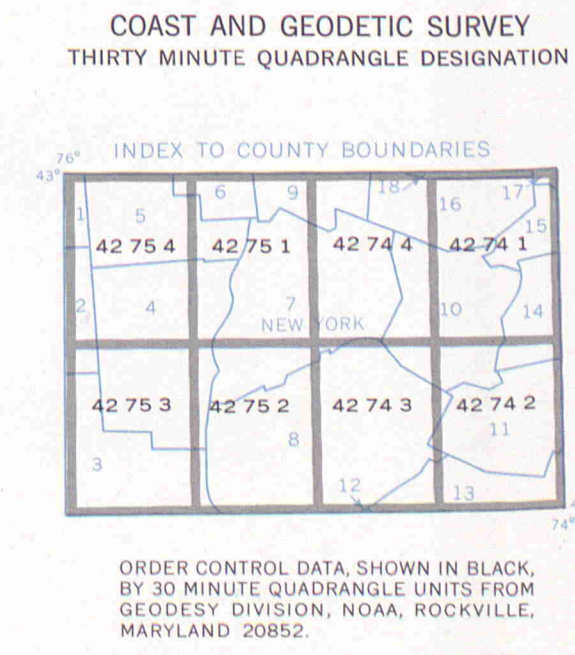 COAST AND GEODETIC SURVEY
THIRTY MINUTE QUADRANGLE DESIGNATION
INDEX TO COUNTY BOUNDARIES
76°
43°
6 9 18 17
1 5 16 15
42 75 4 42 75 1 42 74 4 42 74 1
2 4 7 10 14
NEW YORK
42 75 3 42 75 2 42 74 3 42 74 2
8 11
3 12 13
74°
ORDER CONTROL DATA, SHOWN IN BLACK,
BY 30 MINUTE QUADRANGLE UNITS FROM
GEODESY DIVISION, NOAA, ROCKVILLE,
MARYLAND 20852.